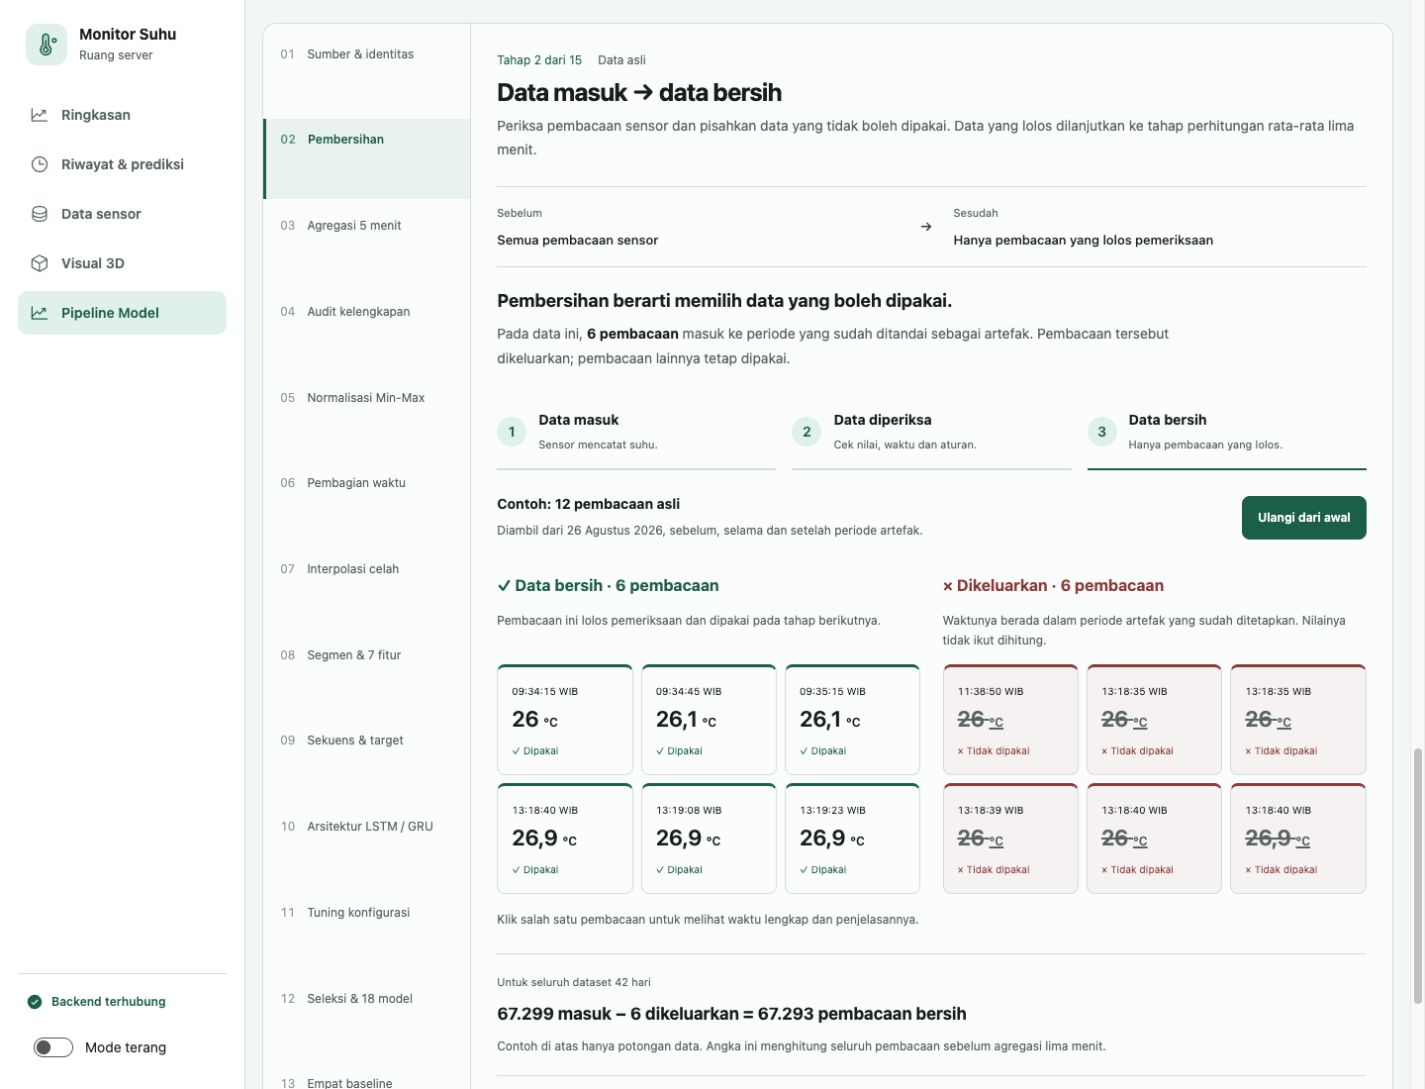 Monitor Suhu
Ruang server
Ringkasan
Riwayat & prediksi
Data sensor
Visual 3D
Pipeline Model
Backend terhubung
Mode terang
01 Sumber & identitas
02 Pembersihan
03 Agregasi 5 menit
04 Audit kelengkapan
05 Normalisasi Min-Max
06 Pembagian waktu
07 Interpolasi celah
08 Segmen & 7 fitur
09 Sekuens & target
10 Arsitektur LSTM / GRU
11 Tuning konfigurasi
12 Seleksi & 18 model
13 Empat baseline
Tahap 2 dari 15 Data asli
Data masuk → data bersih
Periksa pembacaan sensor dan pisahkan data yang tidak boleh dipakai. Data yang lolos dilanjutkan ke tahap perhitungan rata-rata lima
menit.
Sebelum
Semua pembacaan sensor
→
Sesudah
Hanya pembacaan yang lolos pemeriksaan
Pembersihan berarti memilih data yang boleh dipakai.
Pada data ini, 6 pembacaan masuk ke periode yang sudah ditandai sebagai artefak. Pembacaan tersebut
dikeluarkan; pembacaan lainnya tetap dipakai.
1 Data masuk
Sensor mencatat suhu.
2 Data diperiksa
Cek nilai, waktu dan aturan.
3 Data bersih
Hanya pembacaan yang lolos.
Contoh: 12 pembacaan asli
Diambil dari 26 Agustus 2026, sebelum, selama dan setelah periode artefak.
Ulangi dari awal
✓ Data bersih · 6 pembacaan
Pembacaan ini lolos pemeriksaan dan dipakai pada tahap berikutnya.
09:34:15 WIB
26 °C
✓ Dipakai
09:34:45 WIB
26,1 °C
✓ Dipakai
09:35:15 WIB
26,1 °C
✓ Dipakai
13:18:40 WIB
26,9 °C
✓ Dipakai
13:19:08 WIB
26,9 °C
✓ Dipakai
13:19:23 WIB
26,9 °C
✓ Dipakai
× Dikeluarkan · 6 pembacaan
Waktunya berada dalam periode artefak yang sudah ditetapkan. Nilainya
tidak ikut dihitung.
11:38:50 WIB
26 °C
× Tidak dipakai
13:18:35 WIB
26 °C
× Tidak dipakai
13:18:35 WIB
26 °C
× Tidak dipakai
13:18:39 WIB
26 °C
× Tidak dipakai
13:18:40 WIB
26 °C
× Tidak dipakai
13:18:40 WIB
26,9 °C
× Tidak dipakai
Klik salah satu pembacaan untuk melihat waktu lengkap dan penjelasannya.
Untuk seluruh dataset 42 hari
67.299 masuk − 6 dikeluarkan = 67.293 pembacaan bersih
Contoh di atas hanya potongan data. Angka ini menghitung seluruh pembacaan sebelum agregasi lima menit.